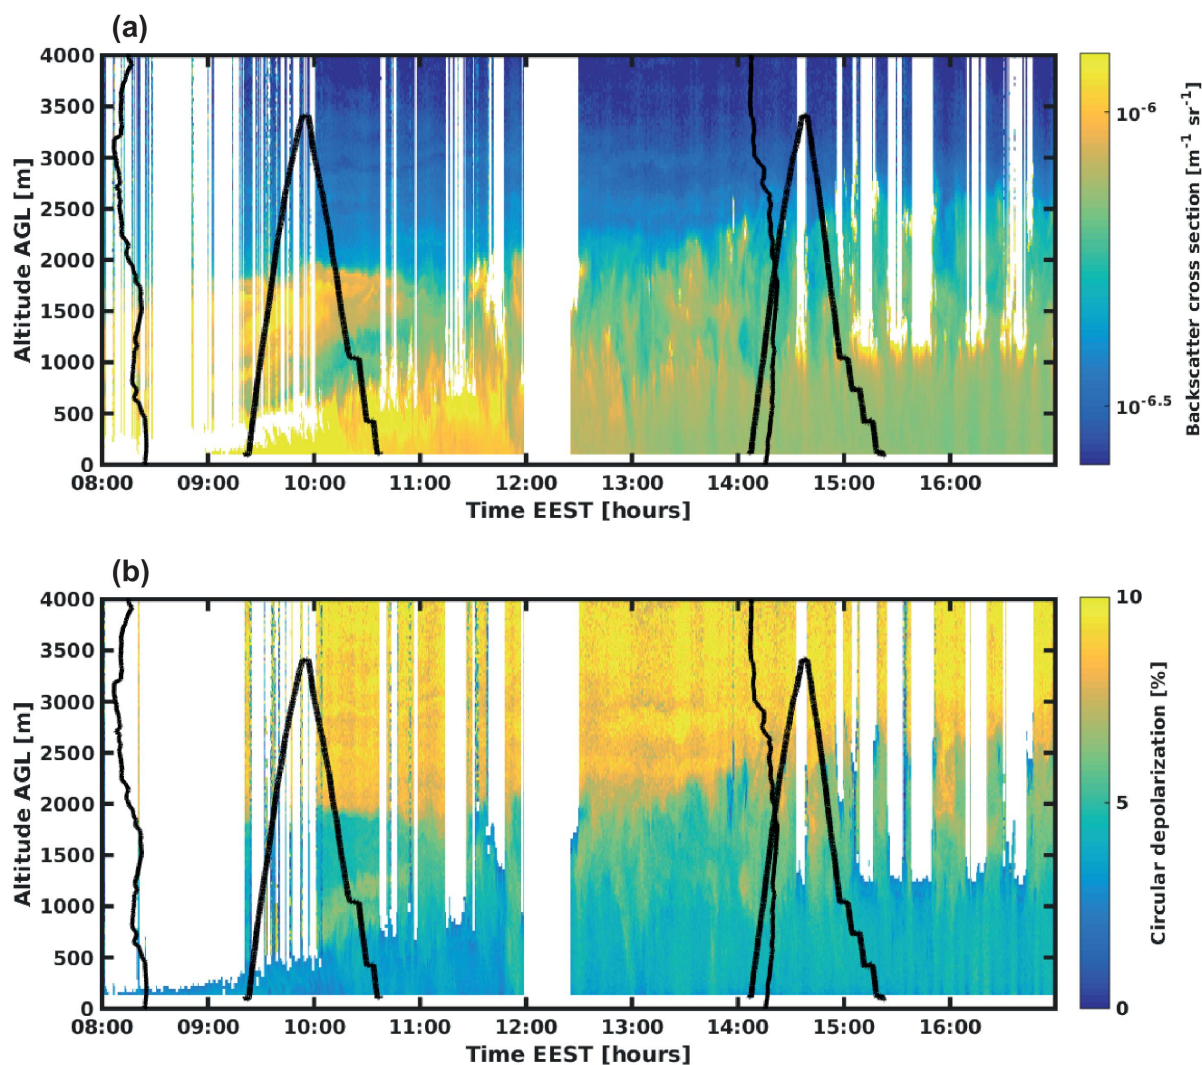 (a)
4000
3500
3000
2500
2000
1500
1000
500
0
Altitude AGL [m]
08:00 09:00 10:00 11:00 12:00 13:00 14:00 15:00 16:00
Time EEST [hours]
10-6
10-6.5
Backscatter cross section [m-1 sr-1]
(b)
4000
3500
3000
2500
2000
1500
1000
500
0
Altitude AGL [m]
08:00 09:00 10:00 11:00 12:00 13:00 14:00 15:00 16:00
Time EEST [hours]
10
5
0
Circular depolarization [%]